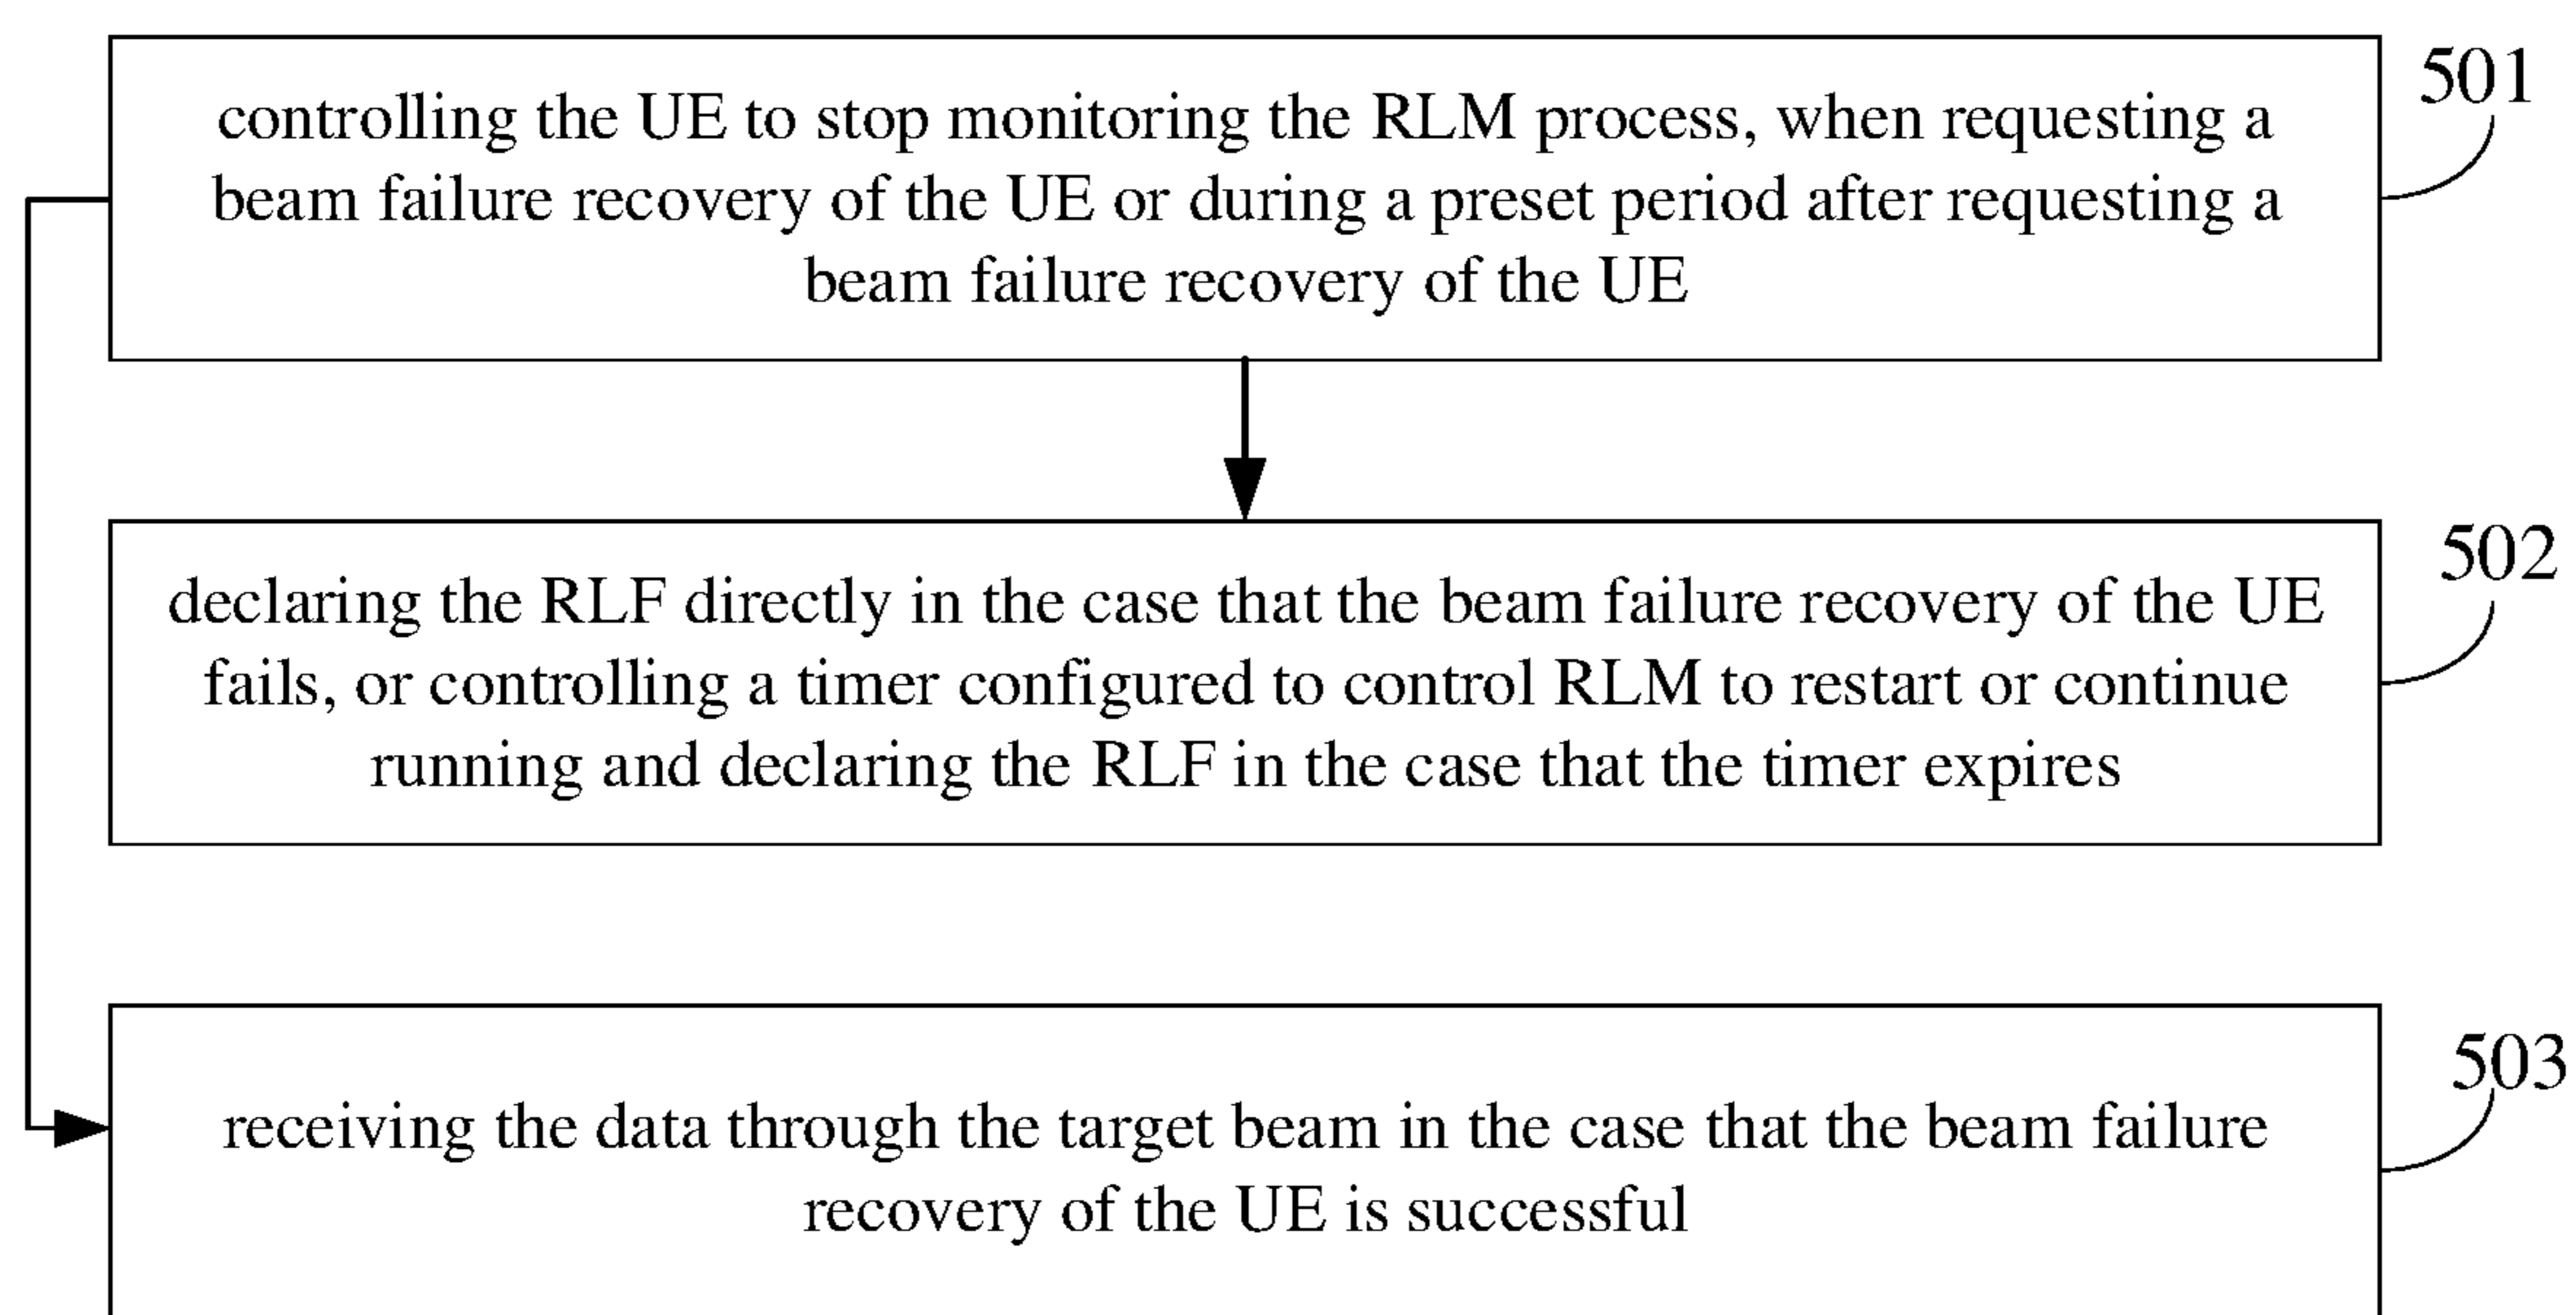 controlling the UE to stop monitoring the RLM process, when requesting a
beam failure recovery of the UE or during a preset period after requesting a
beam failure recovery of the UE
501
declaring the RLF directly in the case that the beam failure recovery of the UE
fails, or controlling a timer configured to control RLM to restart or continue
running and declaring the RLF in the case that the timer expires
502
receiving the data through the target beam in the case that the beam failure
recovery of the UE is successful
503